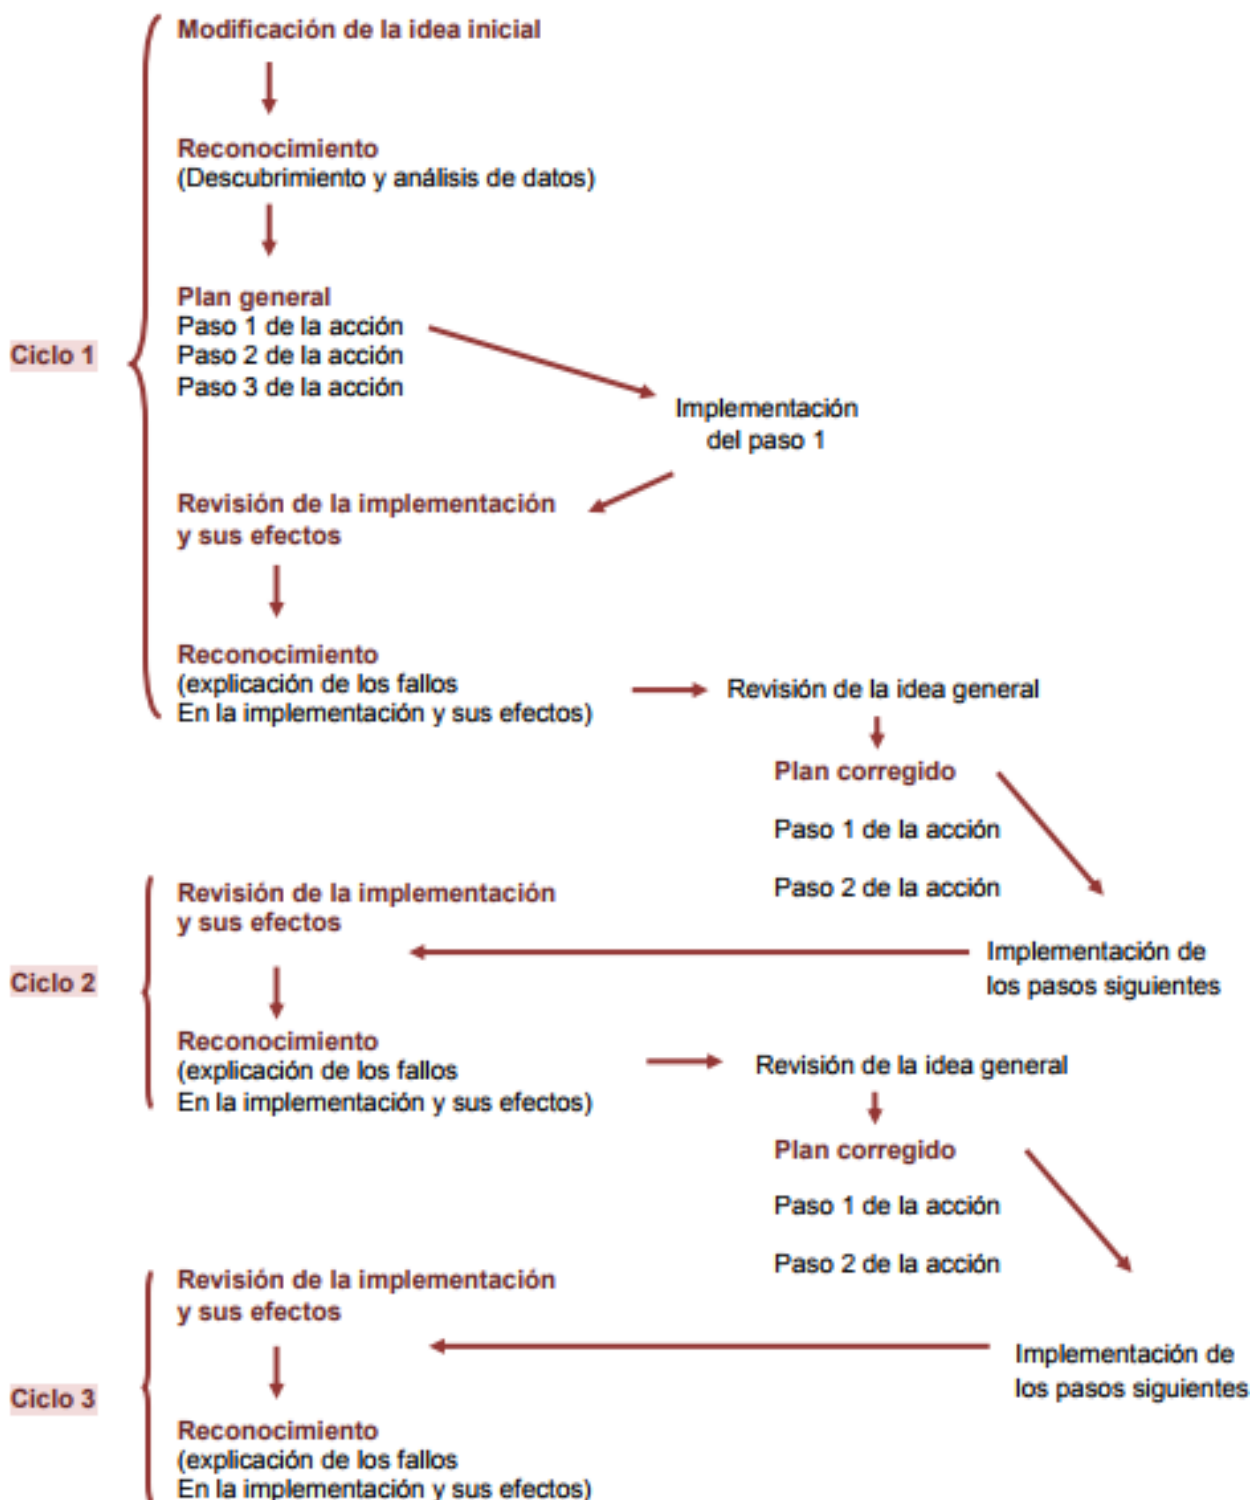 Modificación de la idea inicial
Reconocimiento
(Descubrimiento y análisis de datos)
Plan general
Paso 1 de la acción
Ciclo 1
Paso 2 de la acción
Paso 3 de la acción
Implementación
del paso 1
Revisión de la implementación
y sus efectos
Reconocimiento
(explicación de los fallos
En la implementación y sus efectos)
Revisión de la idea general
Plan corregido
Paso 1 de la acción
Paso 2 de la acción
Implementación de
los pasos siguientes
Ciclo 2
Revisión de la implementación
y sus efectos
Reconocimiento
(explicación de los fallos
En la implementación y sus efectos)
Revisión de la idea general
Plan corregido
Paso 1 de la acción
Paso 2 de la acción
Implementación de
los pasos siguientes
Ciclo 3
Revisión de la implementación
y sus efectos
Reconocimiento
(explicación de los fallos
En la implementación y sus efectos)